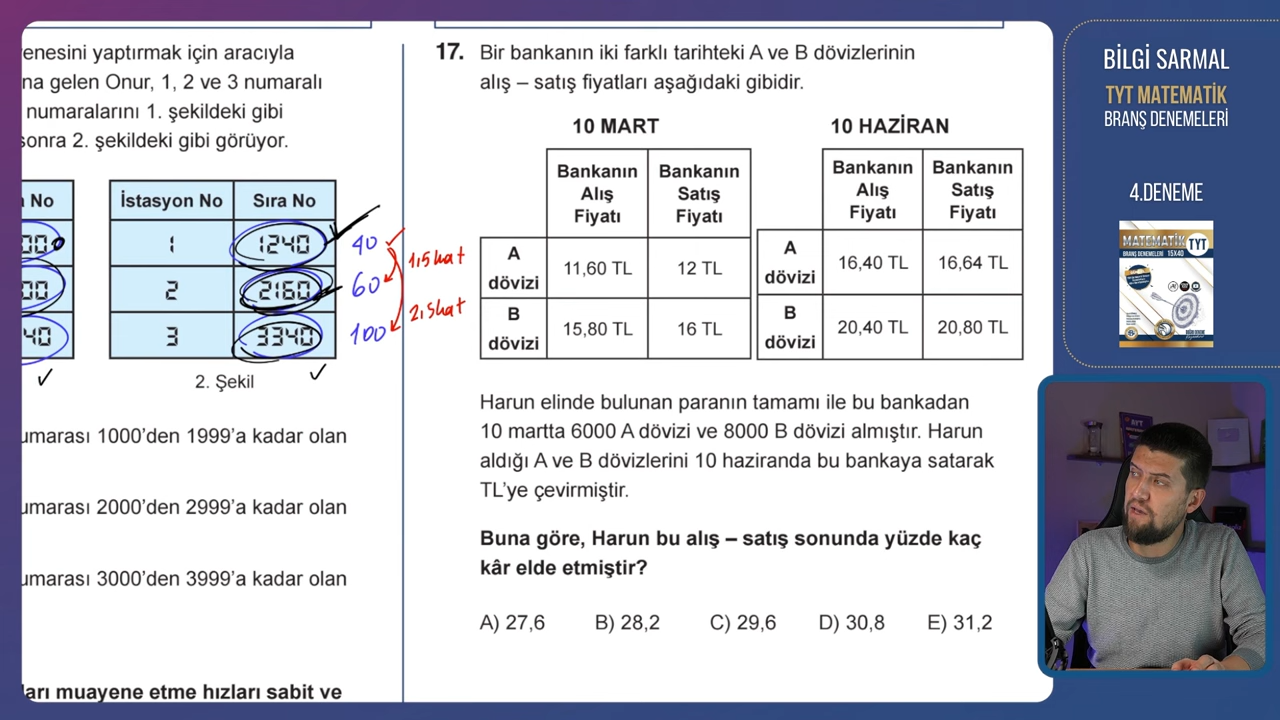 enesini yaptırmak için aracıyla
na gelen Onur, 1, 2 ve 3 numaralı
numaralarını 1. şekildeki gibi
sonra 2. şekildeki gibi görüyor.
No
İstasyon No Sıra No
1 1240
2 2160
40 3 3340
40
60
100
1,5 kat
2,5 kat
2. Şekil
umarası 1000'den 1999'a kadar olan
umarası 2000'den 2999'a kadar olan
umarası 3000'den 3999'a kadar olan
ları muayene etme hızları sabit ve
17. Bir bankanın iki farklı tarihteki A ve B dövizlerinin
alış – satış fiyatları aşağıdaki gibidir.
10 MART
Bankanın Bankanın
Alış Satış
Fiyatı Fiyatı
A
dövizi 11,60 TL 12 TL
B
dövizi 15,80 TL 16 TL
10 HAZİRAN
Bankanın Bankanın
Alış Satış
Fiyatı Fiyatı
A
dövizi 16,40 TL 16,64 TL
B
dövizi 20,40 TL 20,80 TL
Harun elinde bulunan paranın tamamı ile bu bankadan
10 martta 6000 A dövizi ve 8000 B dövizi almıştır. Harun
aldığı A ve B dövizlerini 10 haziranda bu bankaya satarak
TL'ye çevirmiştir.
Buna göre, Harun bu alış – satış sonunda yüzde kaç
kâr elde etmiştir?
A) 27,6 B) 28,2 C) 29,6 D) 30,8 E) 31,2
BİLGİ SARMAL
TYT MATEMATİK
BRANŞ DENEMELERİ
4.DENEME
MATEMATİK TYT
BRANŞ DENEMELERİ 15X40